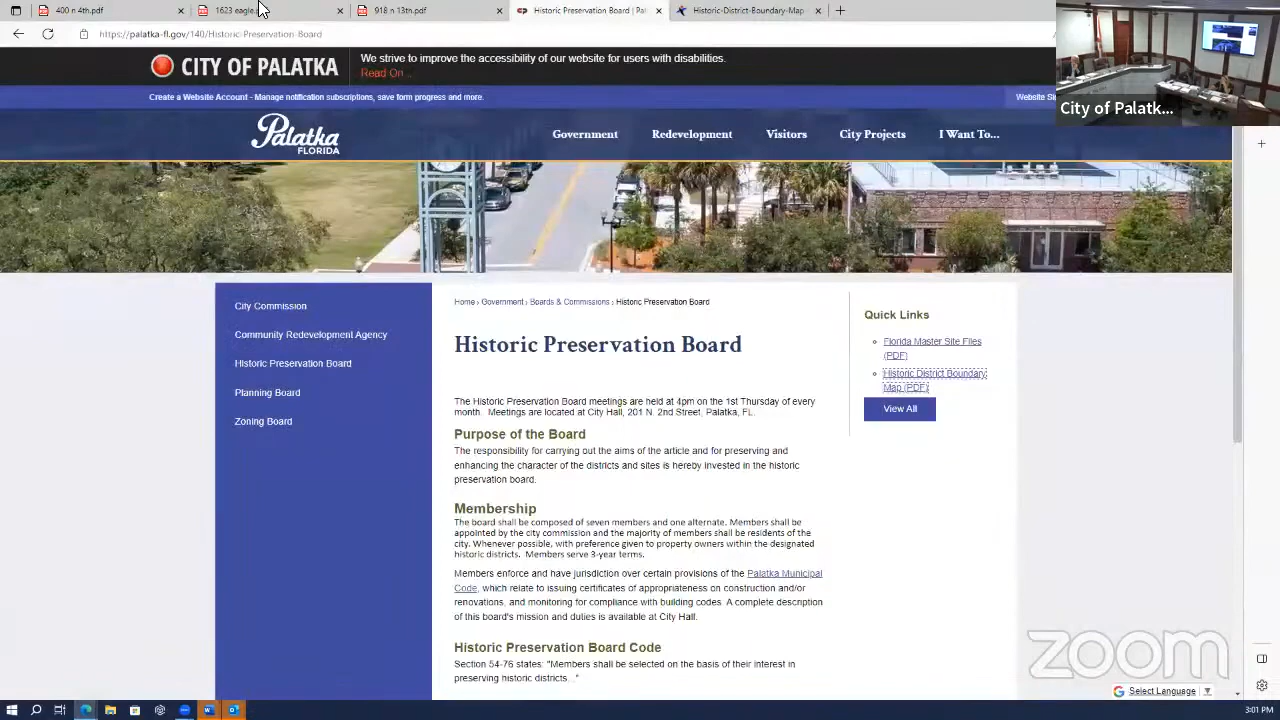 400 n 4th.pdf
1623 eagle.p
918 n 13th.pdf
Historic Preservation Board | Pal
Historic-District-Boundary-Map
https://palatka-fl.gov/140/Historic-Preservation-Board
CITY OF PALATKA
We strive to improve the accessibility of our website for users with disabilities.
Read On...
Create a Website Account - Manage notification subscriptions, save form progress and more.
Website Si
City of Palatk...
Palatka
FLORIDA
Government
Redevelopment
Visitors
City Projects
I Want To...
City Commission
Community Redevelopment Agency
Historic Preservation Board
Planning Board
Zoning Board
Home › Government › Boards & Commissions › Historic Preservation Board
Historic Preservation Board
The Historic Preservation Board meetings are held at 4pm on the 1st Thursday of every
month. Meetings are located at City Hall, 201 N. 2nd Street, Palatka, FL.
Purpose of the Board
The responsibility for carrying out the aims of the article and for preserving and
enhancing the character of the districts and sites is hereby invested in the historic
preservation board.
Membership
The board shall be composed of seven members and one alternate. Members shall be
appointed by the city commission and the majority of members shall be residents of the
city. Whenever possible, with preference given to property owners within the designated
historic districts. Members serve 3-year terms.
Members enforce and have jurisdiction over certain provisions of the Palatka Municipal
Code, which relate to issuing certificates of appropriateness on construction and/or
renovations, and monitoring for compliance with building codes. A complete description
of this board's mission and duties is available at City Hall.
Historic Preservation Board Code
Section 54-76 states: "Members shall be selected on the basis of their interest in
preserving historic districts..."
Quick Links
Florida Master Site Files
(PDF)
Historic District Boundary
Map (PDF)
View All
zoom
Select Language
3:01 PM